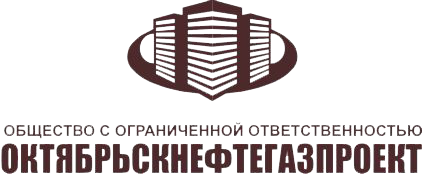 ОБЩЕСТВО С ОГРАНИЧЕННОЙ ОТВЕТСТВЕННОСТЬЮ
ОКТЯБРЬСКНЕФТЕГАЗПРОЕКТ